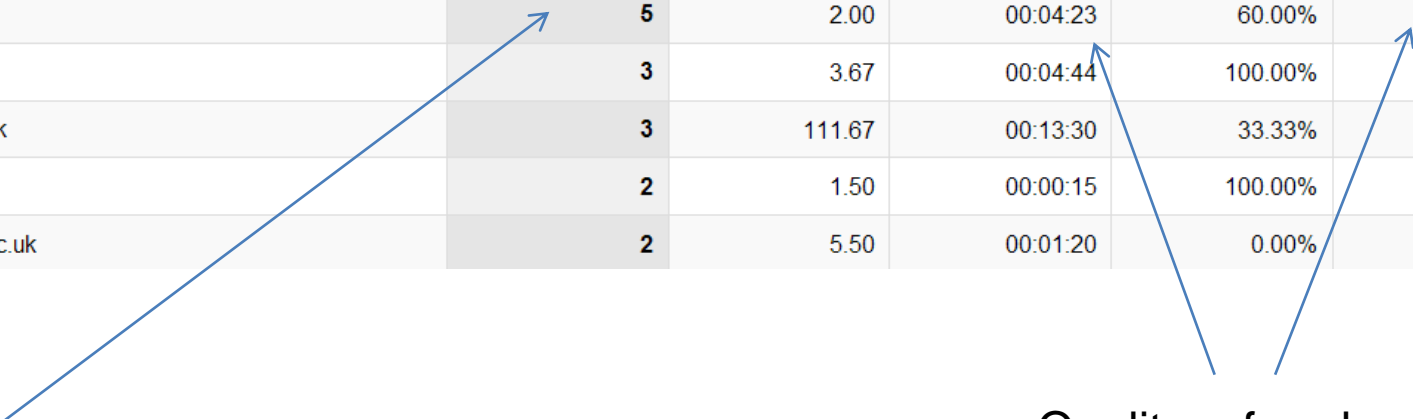 5 2.00 00:04:23 60.00%
3 3.67 00:04:44 100.00%
k 3 111.67 00:13:30 33.33%
2 1.50 00:00:15 100.00%
c.uk 2 5.50 00:01:20 0.00%